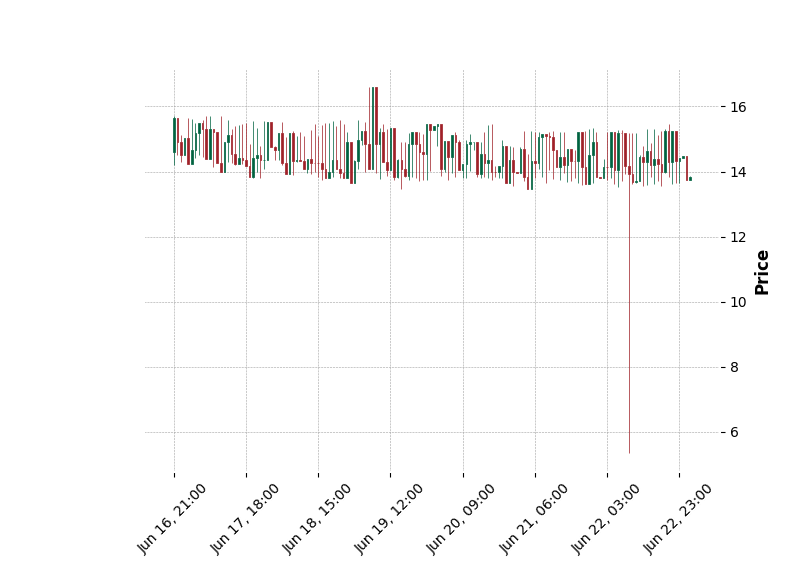 16
14
12
10
8
6
Price
Jun 16, 21:00
Jun 17, 18:00
Jun 18, 15:00
Jun 19, 12:00
Jun 20, 09:00
Jun 21, 06:00
Jun 22, 03:00
Jun 22, 23:00